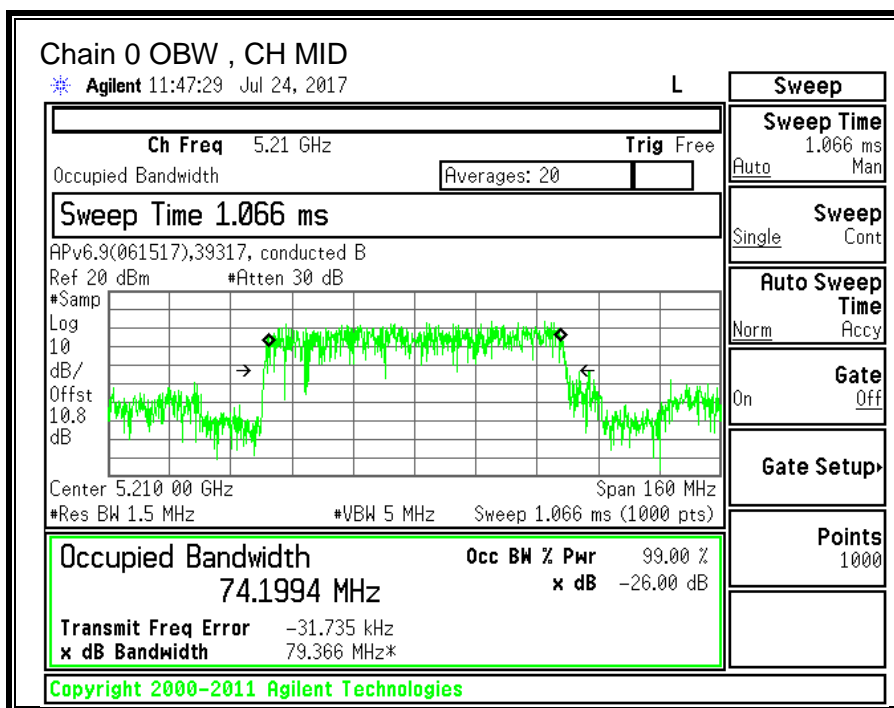 Chain 0 OBW , CH MID
Agilent 11:47:29 Jul 24, 2017 L
Sweep
Ch Freq 5.21 GHz Trig Free
Occupied Bandwidth Averages: 20
Sweep Time 1.066 ms
APv6.9(061517),39317, conducted B
Ref 20 dBm #Atten 30 dB
#Samp
Log
10
dB/
Offst
10.8
dB
Center 5.210 00 GHz Span 160 MHz
#Res BW 1.5 MHz #VBW 5 MHz Sweep 1.066 ms (1000 pts)
Occupied Bandwidth Occ BW % Pwr 99.00 %
74.1994 MHz x dB -26.00 dB
Transmit Freq Error -31.735 kHz
x dB Bandwidth 79.366 MHz*
Sweep Time
1.066 ms
Auto Man
Sweep
Single Cont
Auto Sweep
Time
Norm Accy
Gate
On Off
Gate Setup
Points
1000
Copyright 2000-2011 Agilent Technologies